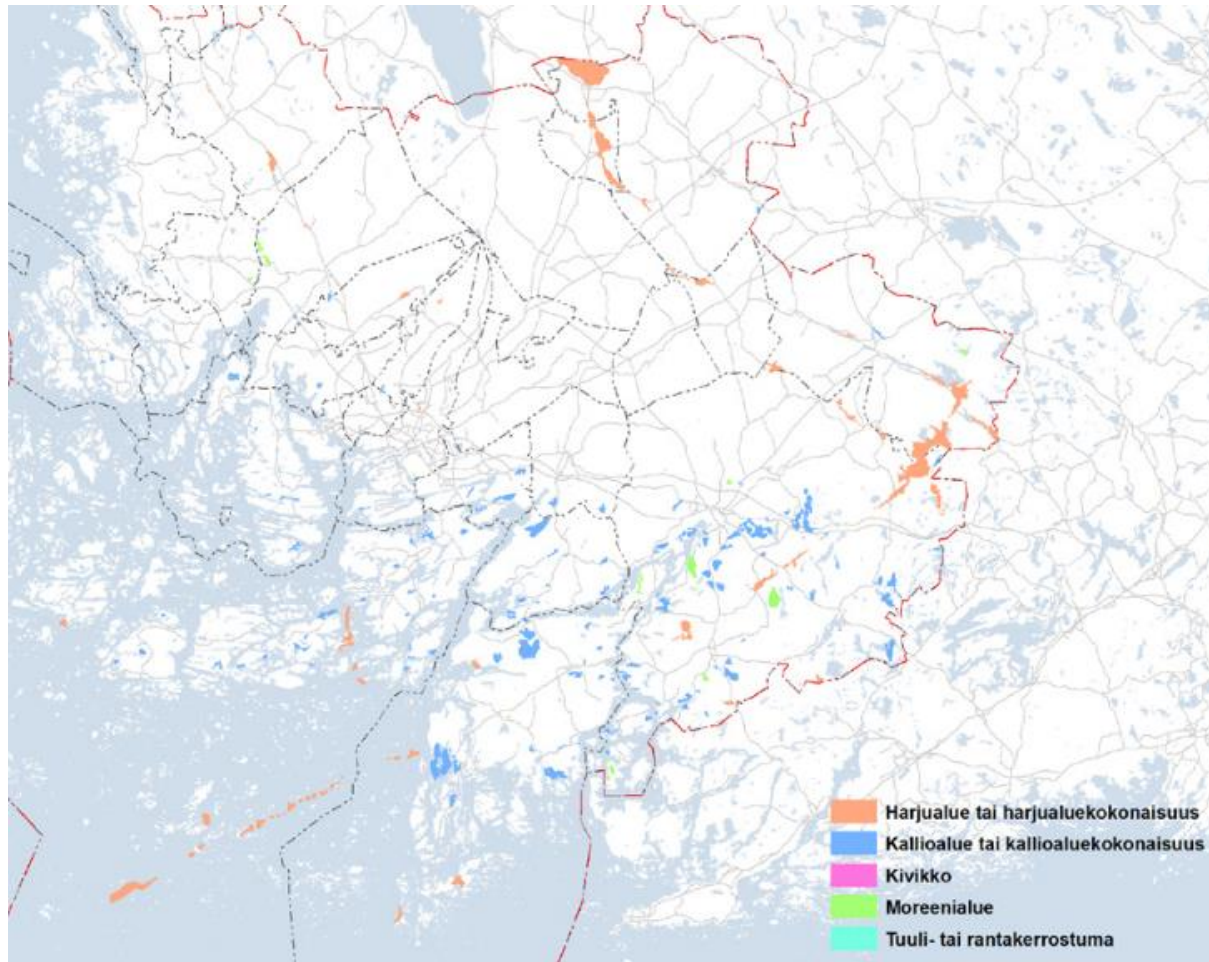 Harjualue tai harjualuekokonaisuus
Kallioalue tai kallioaluekokonaisuus
Kivikko
Moreenialue
Tuuli- tai rantakerrostuma